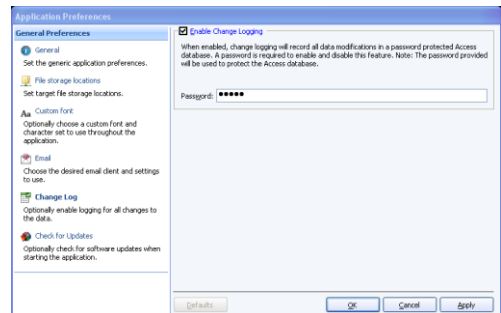 Application Preferences
General Preferences
General
Set the generic application preferences.
File storage locations
Set target file storage locations.
Custom font
Optionally choose a custom font and
character set to use throughout the
application.
Email
Choose the desired email client and settings
to use.
Change Log
Optionally enable logging for all changes to
the data.
Check for Updates
Optionally check for software updates when
starting the application.
Enable Change Logging
When enabled, change logging will record all data modifications in a password protected Access
database. A password is required to enable and disable this feature. Note: The password provided
will be used to protect the Access database.
Password: ●●●●●
Defaults
OK
Cancel
Apply